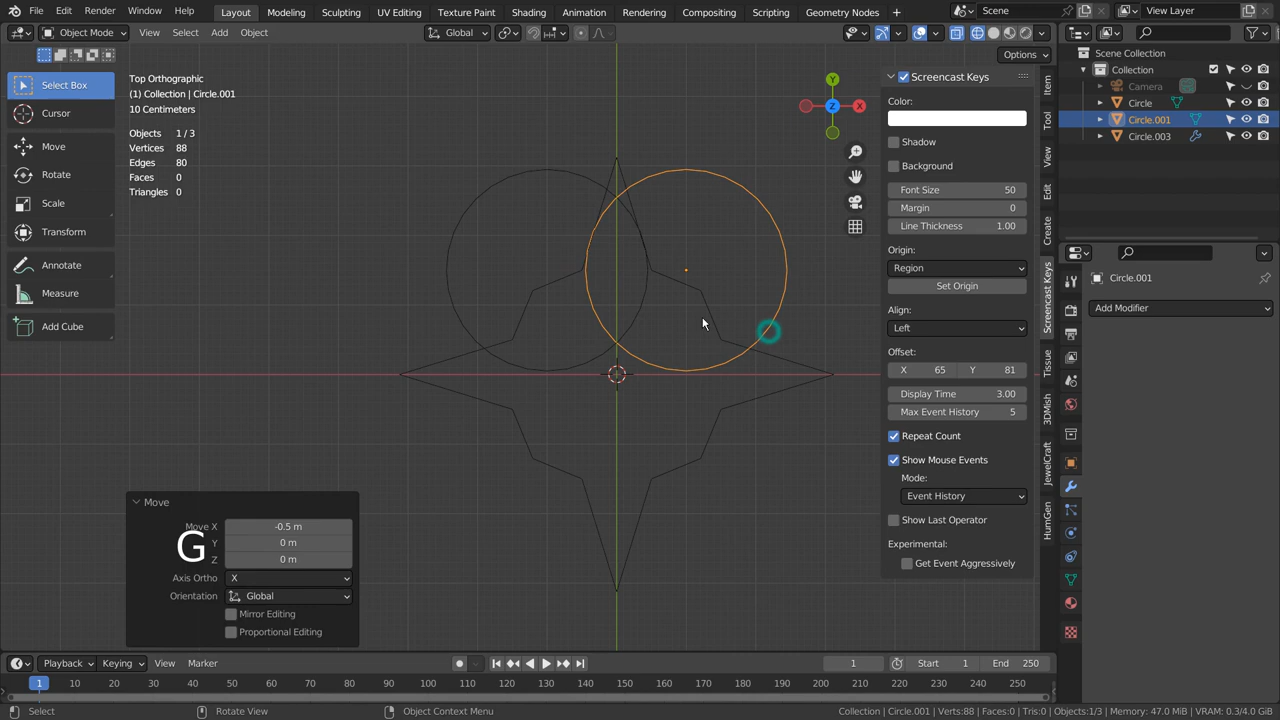 File Edit Render Window Help Layout Modeling Sculpting UV Editing Texture Paint Shading Animation Rendering Compositing Scripting Geometry Nodes + Scene View Layer
Object Mode View Select Add Object Global Options
Select Box
Cursor
Move
Rotate
Scale
Transform
Annotate
Measure
Add Cube
Top Orthographic
(1) Collection | Circle.001
10 Centimeters
Objects 1/3
Vertices 88
Edges 80
Faces 0
Triangles 0
Y
Z
X
Move
Move X -0.5 m
Y 0 m
Z 0 m
Axis Ortho X
Orientation Global
Mirror Editing
Proportional Editing
G
Screencast Keys
Color:
Shadow
Background
Font Size 50
Margin 0
Line Thickness 1.00
Origin:
Region
Set Origin
Align:
Left
Offset:
X 65 Y 81
Display Time 3.00
Max Event History 5
Repeat Count
Show Mouse Events
Mode:
Event History
Show Last Operator
Experimental:
Get Event Aggressively
Item
Tool
View
Edit
Create
Screencast Keys
Tissue
3DMish
JewelCraft
HumGen
Scene Collection
Collection
Camera
Circle
Circle.001
Circle.003
Circle.001
Add Modifier
Playback Keying View Marker 1 Start 1 End 250
1 10 20 30 40 50 60 70 80 90 100 110 120 130 140 150 160 170 180 190 200 210 220 230 240 250
Select Rotate View Object Context Menu Collection | Circle.001 | Verts:88 | Faces:0 | Tris:0 | Objects:1/3 | Memory: 47.0 MiB | VRAM: 0.3/4.0 GiB